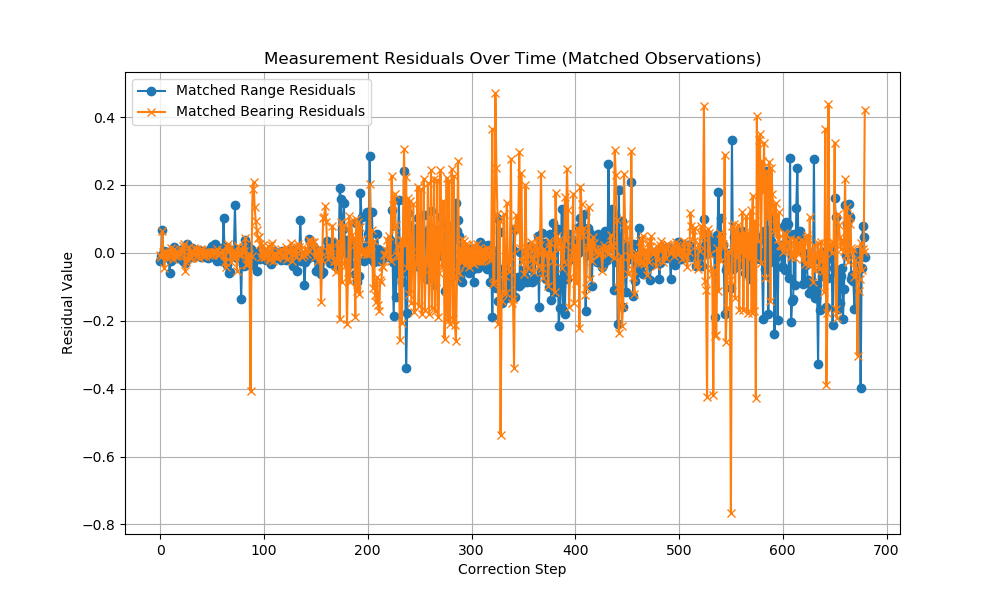 Measurement Residuals Over Time (Matched Observations)
Matched Range Residuals
Matched Bearing Residuals
Residual Value
0.4
0.2
0.0
−0.2
−0.4
−0.6
−0.8
0 100 200 300 400 500 600 700
Correction Step